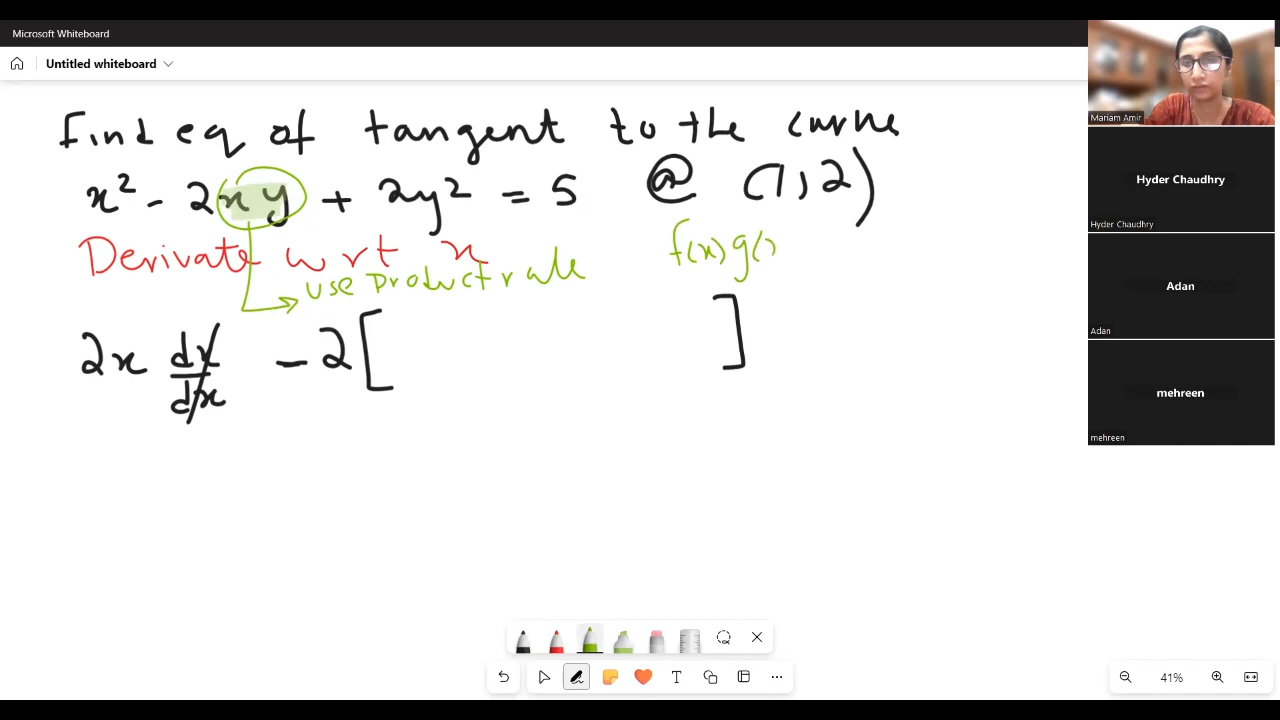 Microsoft Whiteboard
Untitled whiteboard
Find eq of tangent to the curve
x² - 2xy + 2y² = 5 @ (1,2)
Derivate wrt x
f(x)g()
use product rule
2x dx/dx - 2[ ]
Mariam Amir
Hyder Chaudhry
Hyder Chaudhry
Adan
Adan
mehreen
mehreen
41%